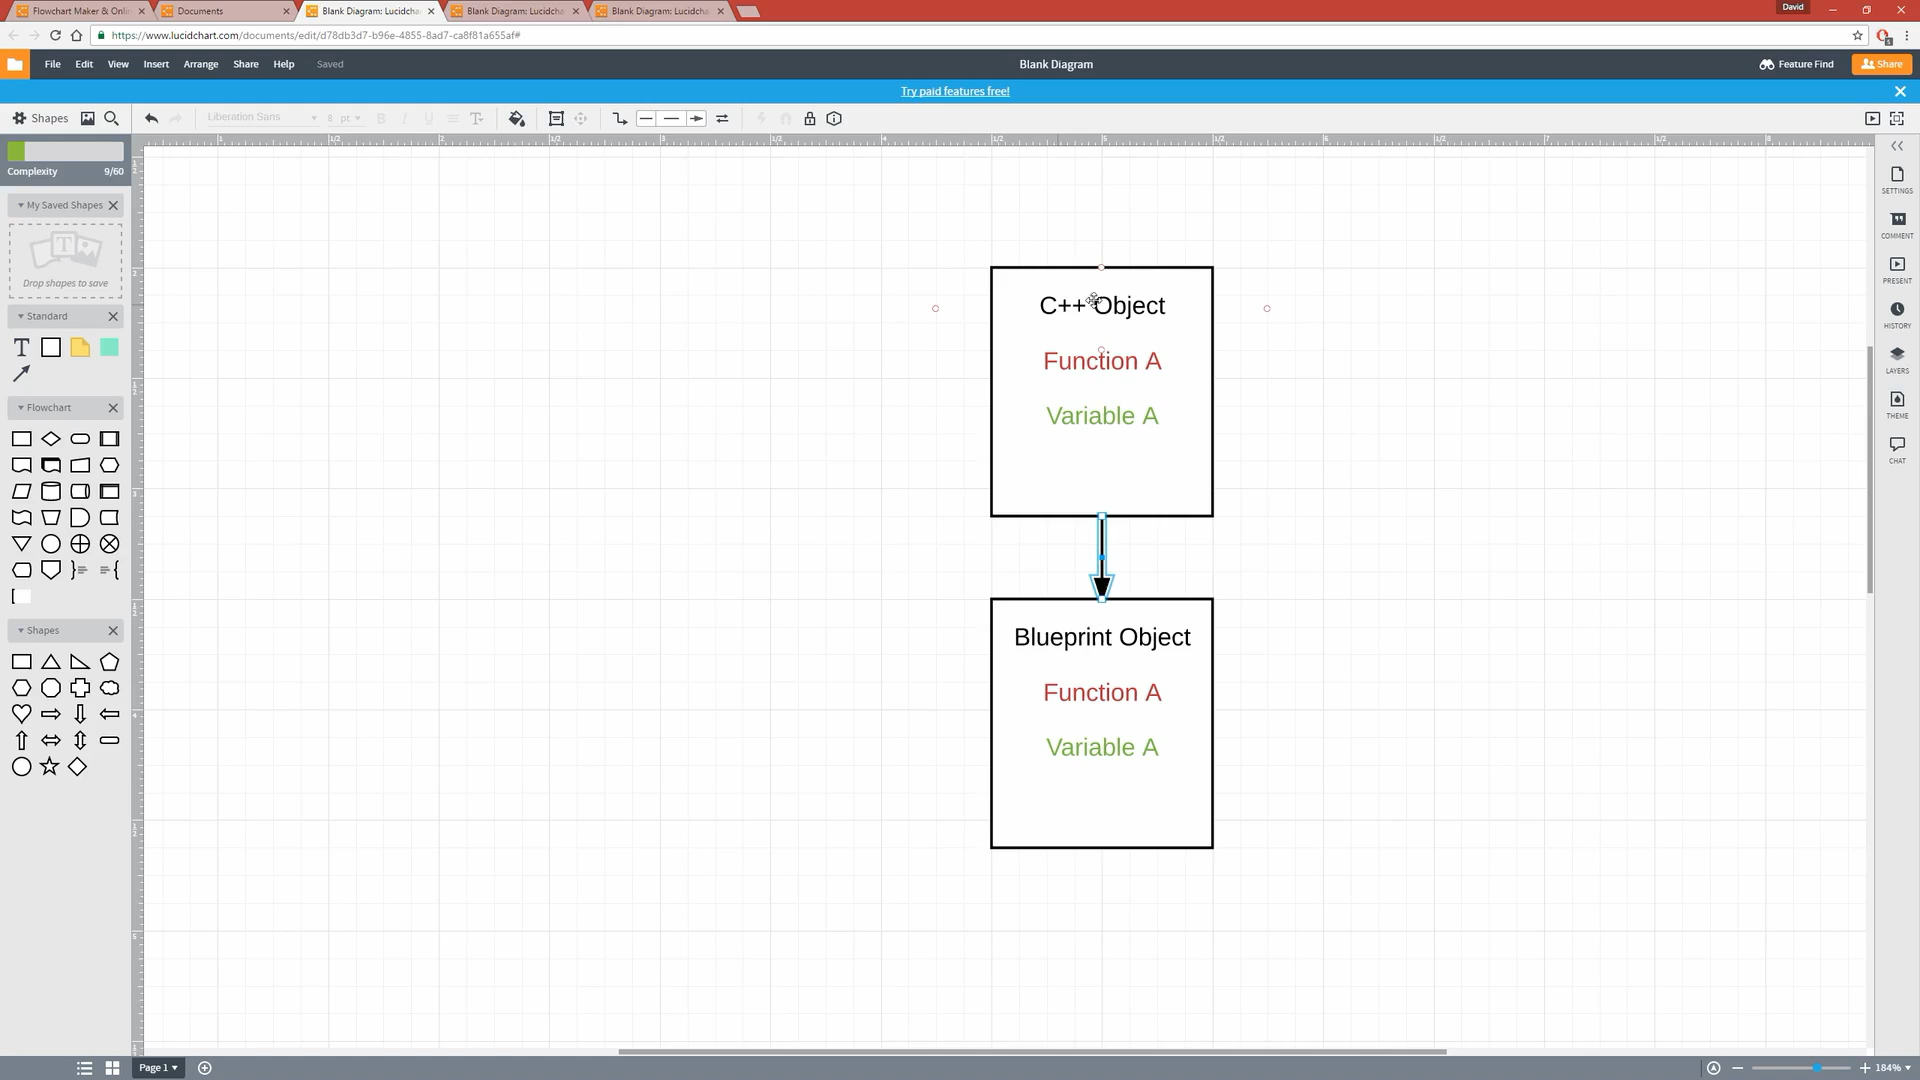 Flowchart Maker & Onli
Documents
Blank Diagram: Lucidchart
Blank Diagram: Lucidcha
Blank Diagram: Lucidcha
David
https://www.lucidchart.com/documents/edit/d78db3d7-b96e-4855-8ad7-ca8f81a655af#
File Edit View Insert Arrange Share Help Saved
Blank Diagram
Feature Find
Share
Try paid features free!
Shapes
Liberation Sans
8 pt
Complexity 9/60
My Saved Shapes
Drop shapes to save
Standard
T
Flowchart
Shapes
C++ Object
Function A
Variable A
Blueprint Object
Function A
Variable A
SETTINGS
COMMENT
PRESENT
HISTORY
LAYERS
THEME
CHAT
Page 1
184%